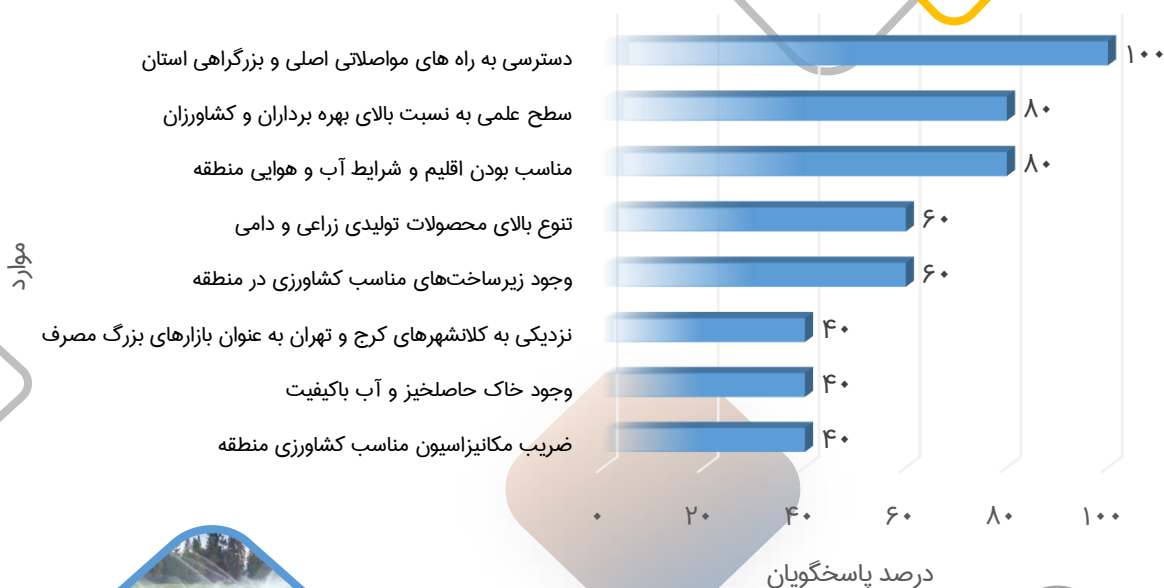 دسترسی به راه های مواصلاتی اصلی و بزرگراهی استان
۱۰۰
سطح علمی به نسبت بالای بهره برداران و کشاورزان
۸۰
مناسب بودن اقلیم و شرایط آب و هوایی منطقه
۸۰
تنوع بالای محصولات تولیدی زراعی و دامی
۶۰
وجود زیرساخت‌های مناسب کشاورزی در منطقه
۶۰
نزدیکی به کلانشهرهای کرج و تهران به عنوان بازارهای بزرگ مصرف
۴۰
وجود خاک حاصلخیز و آب باکیفیت
۴۰
ضریب مکانیزاسیون مناسب کشاورزی منطقه
۴۰
موارد
۰ ۲۰ ۴۰ ۶۰ ۸۰ ۱۰۰
درصد پاسخگویان